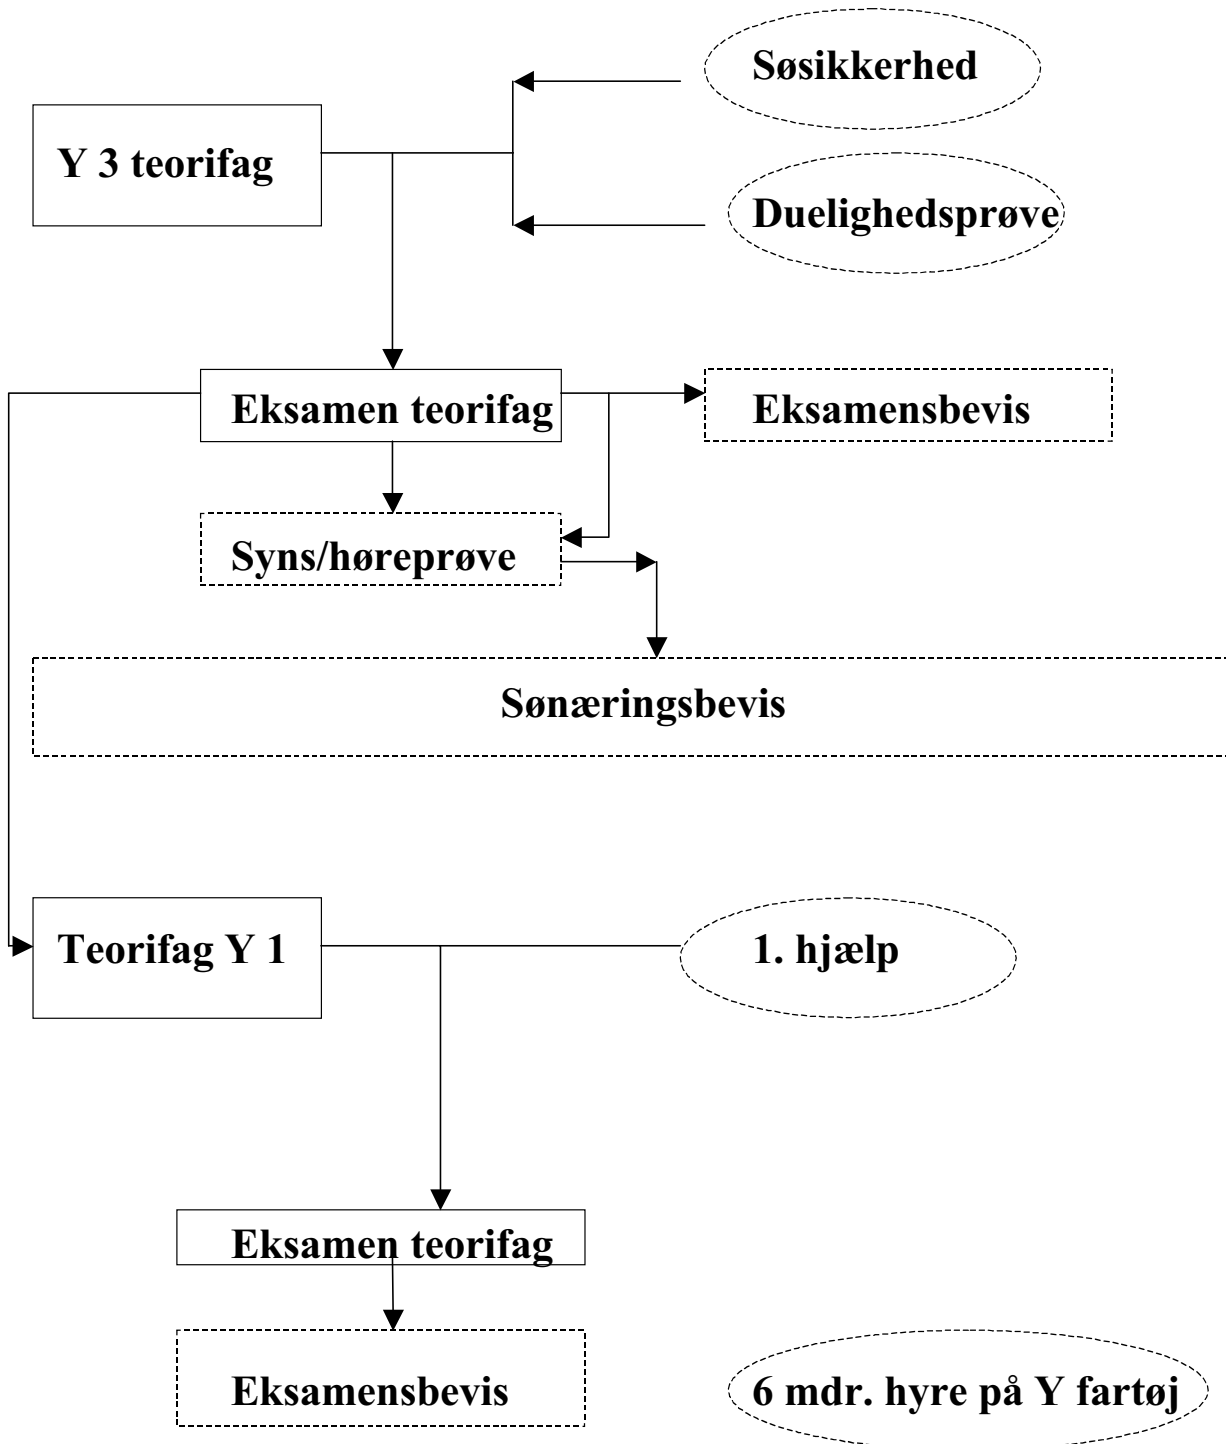 Søsikkerhed
Y 3 teorifag
Duelighedsprøve
Eksamen teorifag
Eksamensbevis
Syns/høreprøve
Sønæringsbevis
Teorifag Y 1
1. hjælp
Eksamen teorifag
Eksamensbevis
6 mdr. hyre på Y fartøj